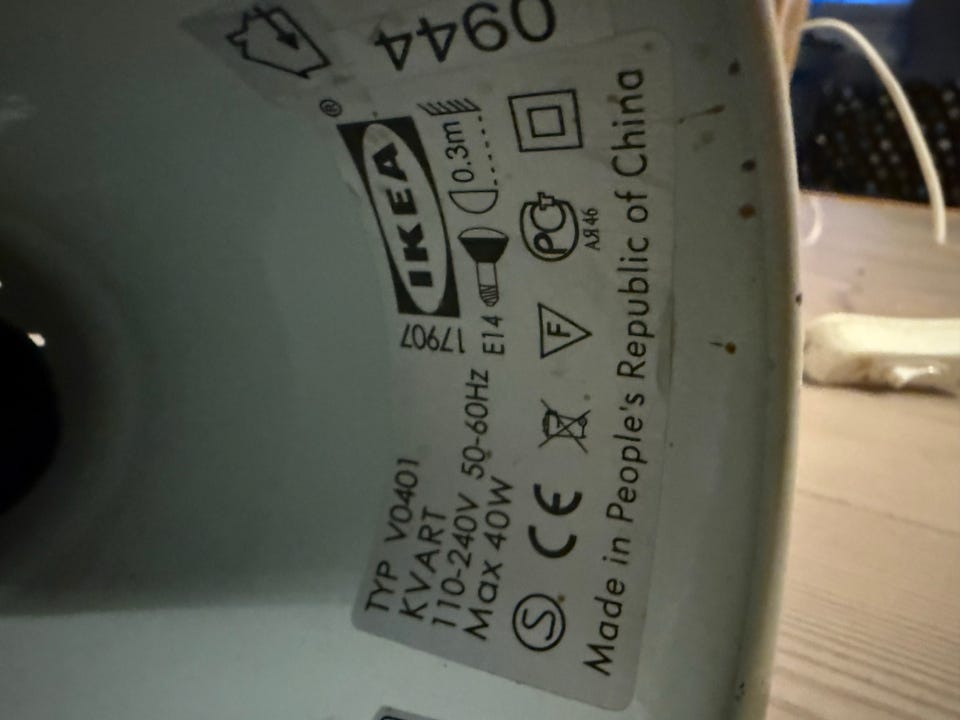 0944
IKEA®
17907
TYP V0401
KVART
110-240V 50-60Hz
Max 40W
E14
0.3m
S CE F PCT
АЯ46
Made in People's Republic of China